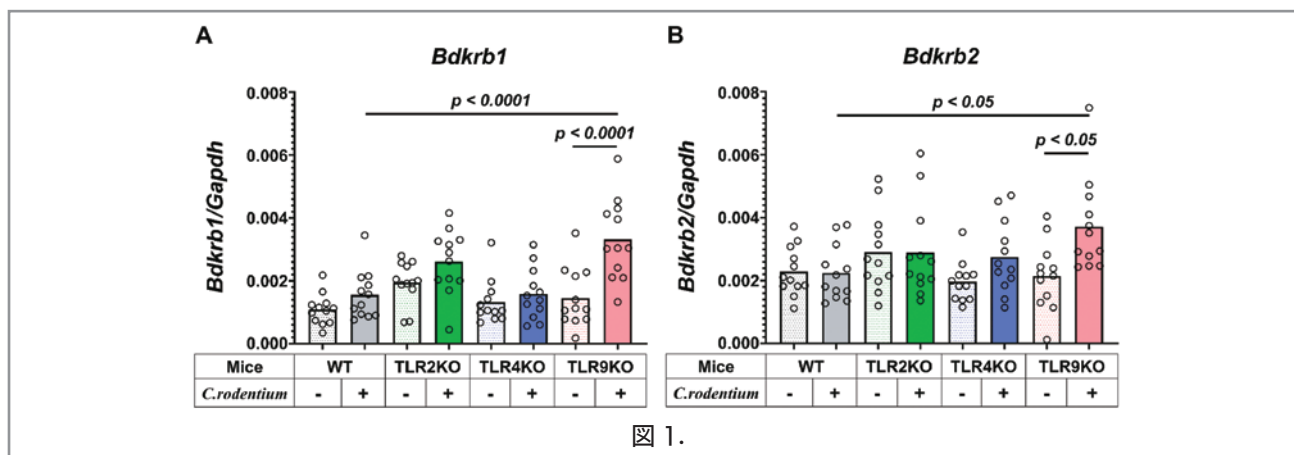 A
Bdkrb1
Bdkrb1/Gapdh
0.008
0.006
0.004
0.002
0.000
p < 0.0001
p < 0.0001
Mice WT TLR2KO TLR4KO TLR9KO
C.rodentium - + - + - + - +
B
Bdkrb2
Bdkrb2/Gapdh
0.008
0.006
0.004
0.002
0.000
p < 0.05
p < 0.05
Mice WT TLR2KO TLR4KO TLR9KO
C.rodentium - + - + - + - +
図 1.